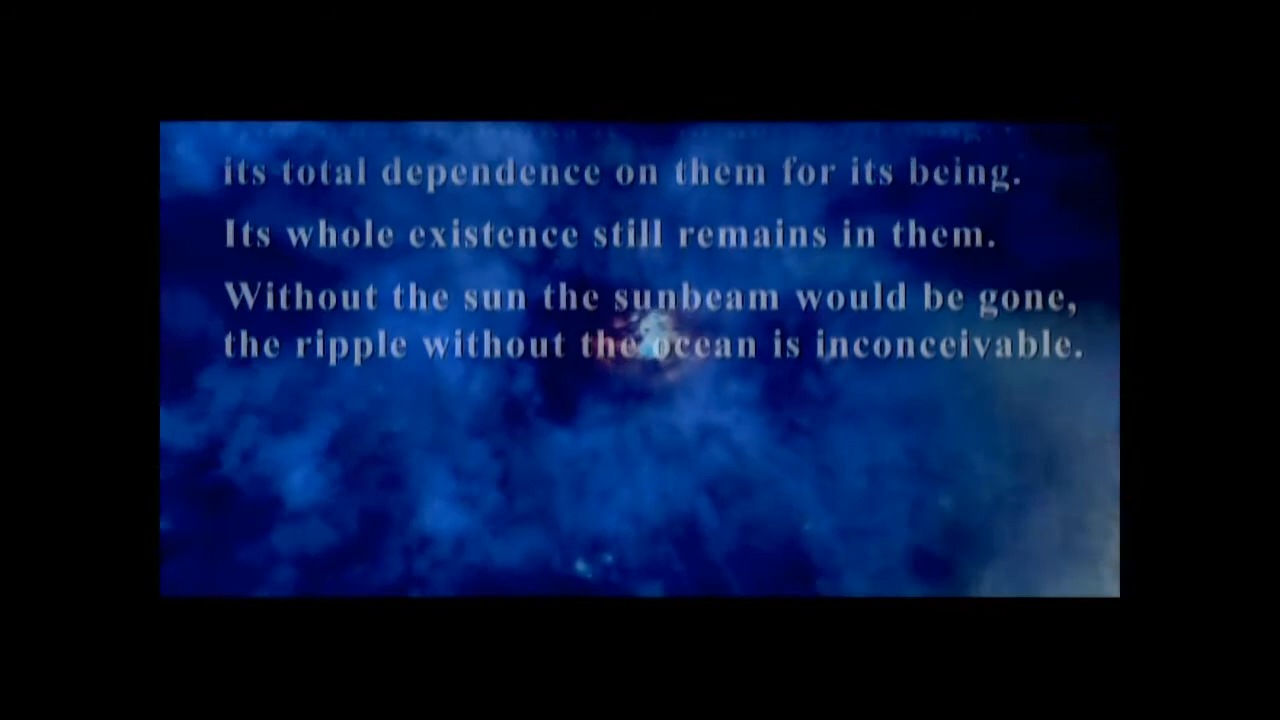 its total dependence on them for its being.
Its whole existence still remains in them.
Without the sun the sunbeam would be gone,
the ripple without the ocean is inconceivable.